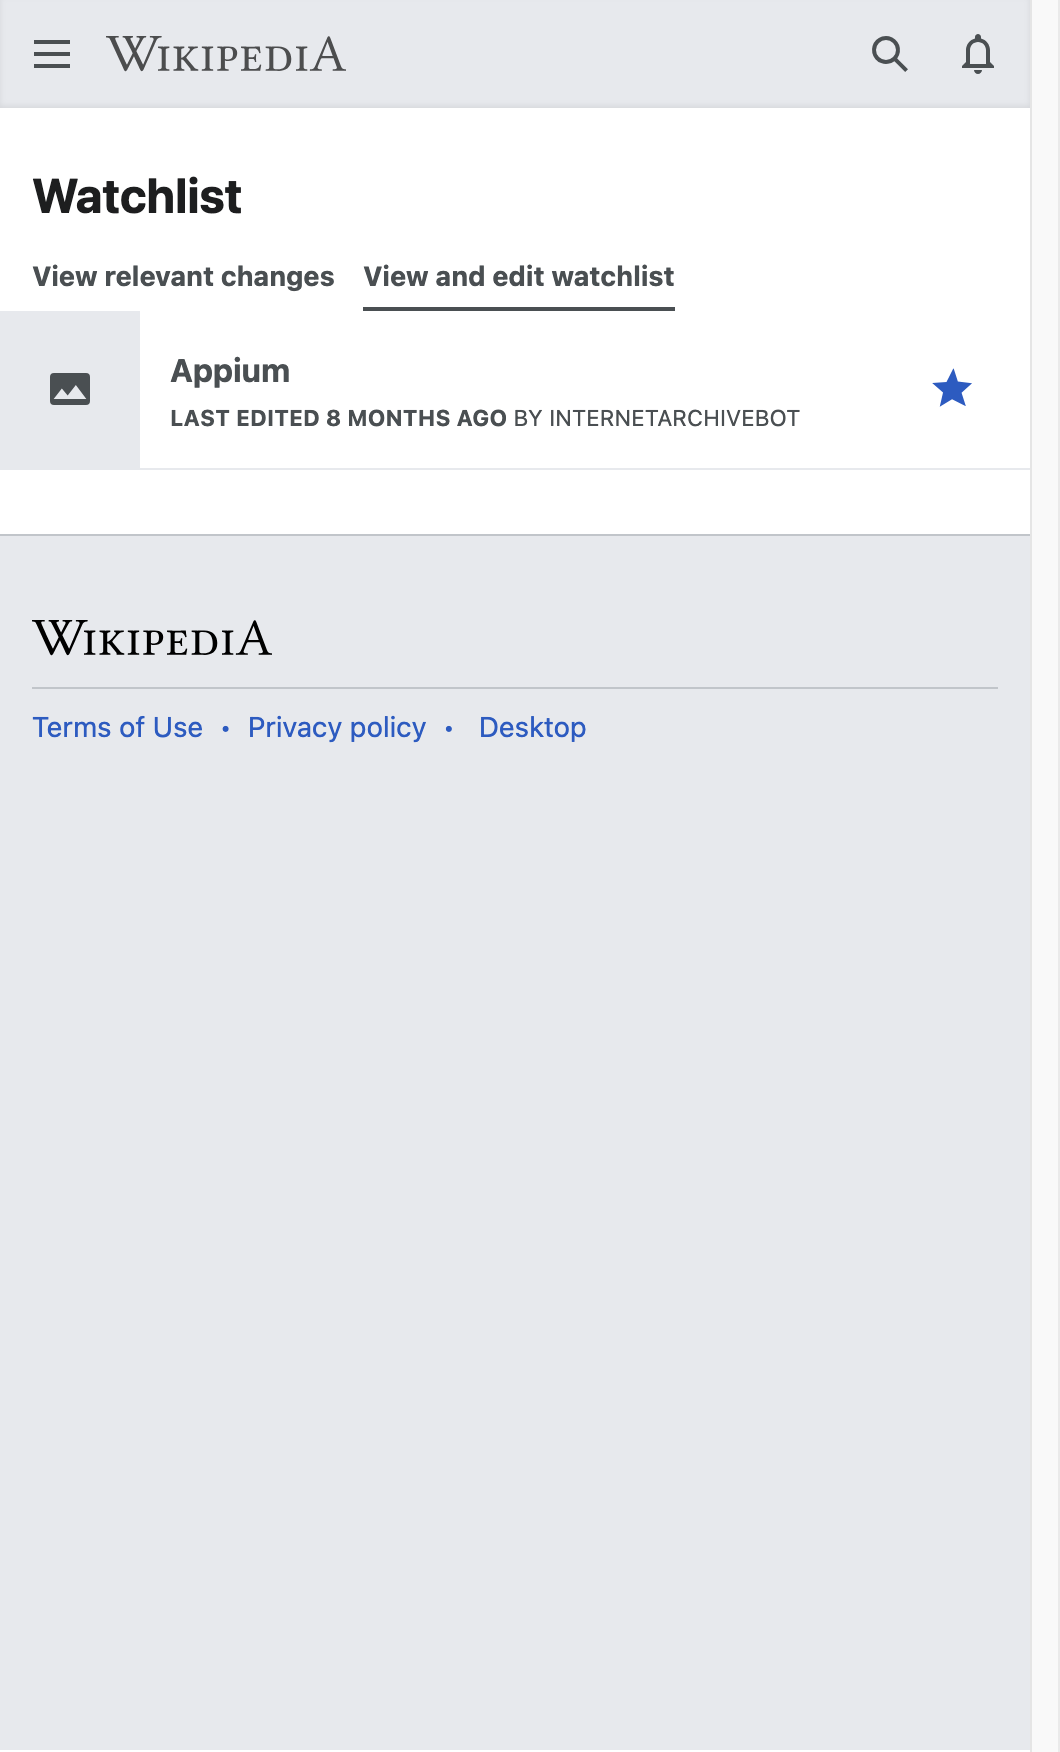 WIKIPEDIA
Watchlist
View relevant changes View and edit watchlist
Appium
LAST EDITED 8 MONTHS AGO BY INTERNETARCHIVEBOT
WIKIPEDIA
Terms of Use • Privacy policy • Desktop